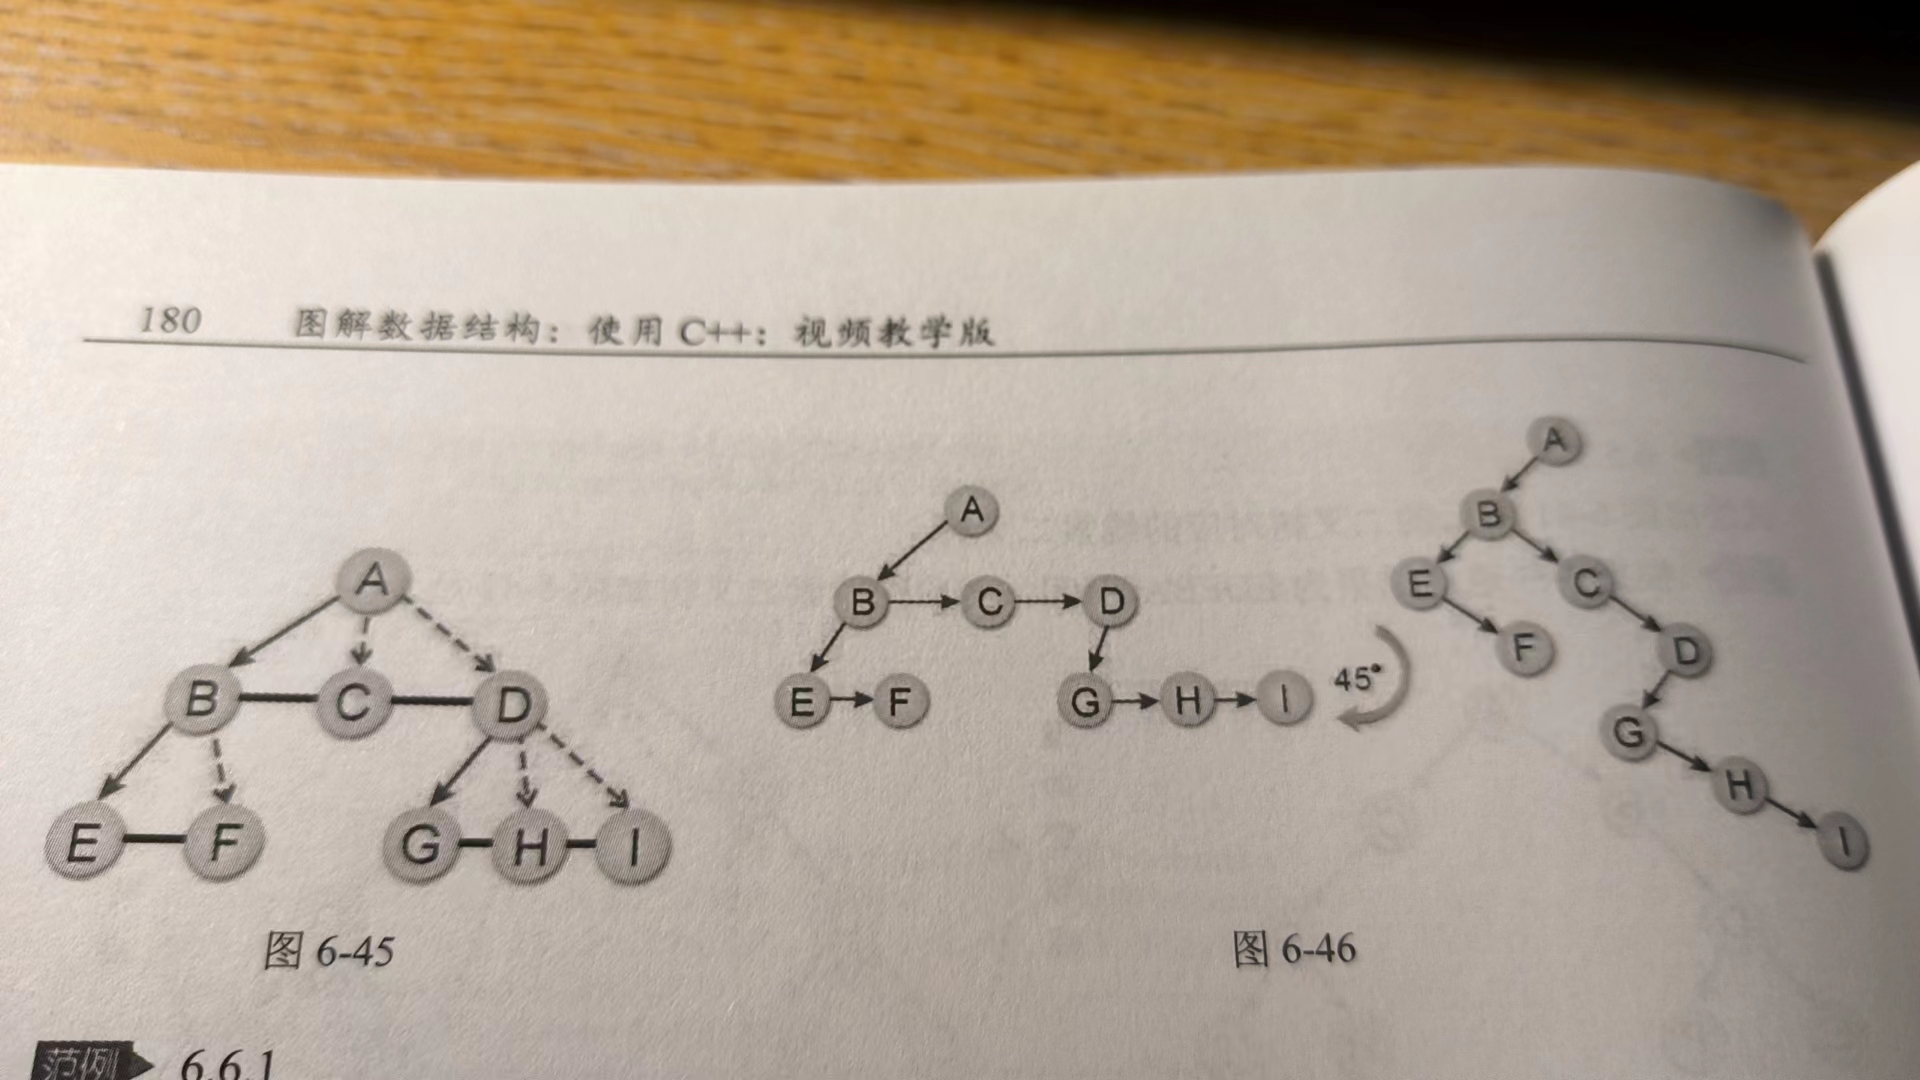 180 图解数据结构：使用 C++：视频教学版
A
B C D
E F G H I
图 6-45
A
B C D
E F G H I
45°
A
B
E C
F D
G
H
I
图 6-46
范例 6.6.1